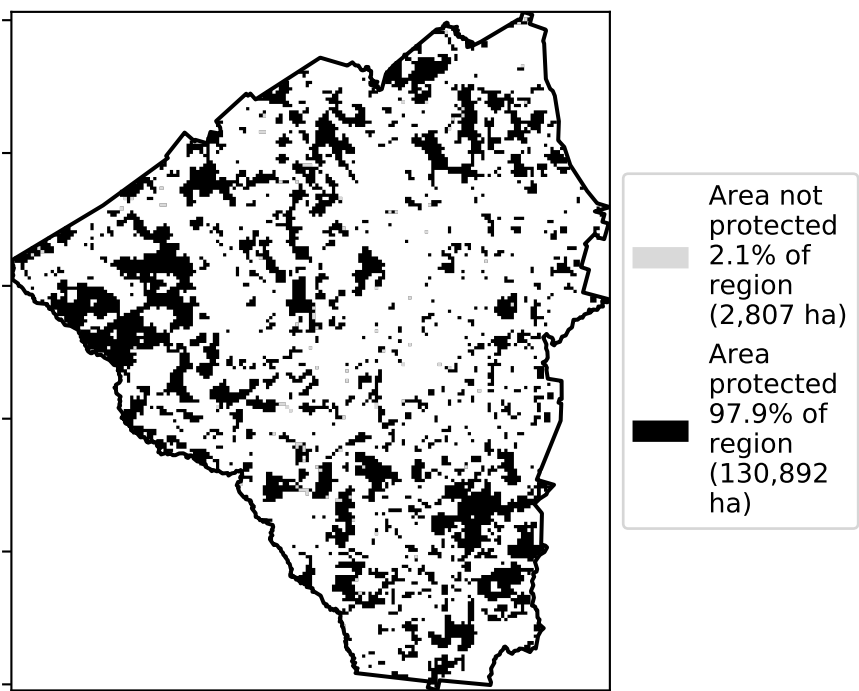 Area not
protected
2.1% of
region
(2,807 ha)
Area
protected
97.9% of
region
(130,892
ha)